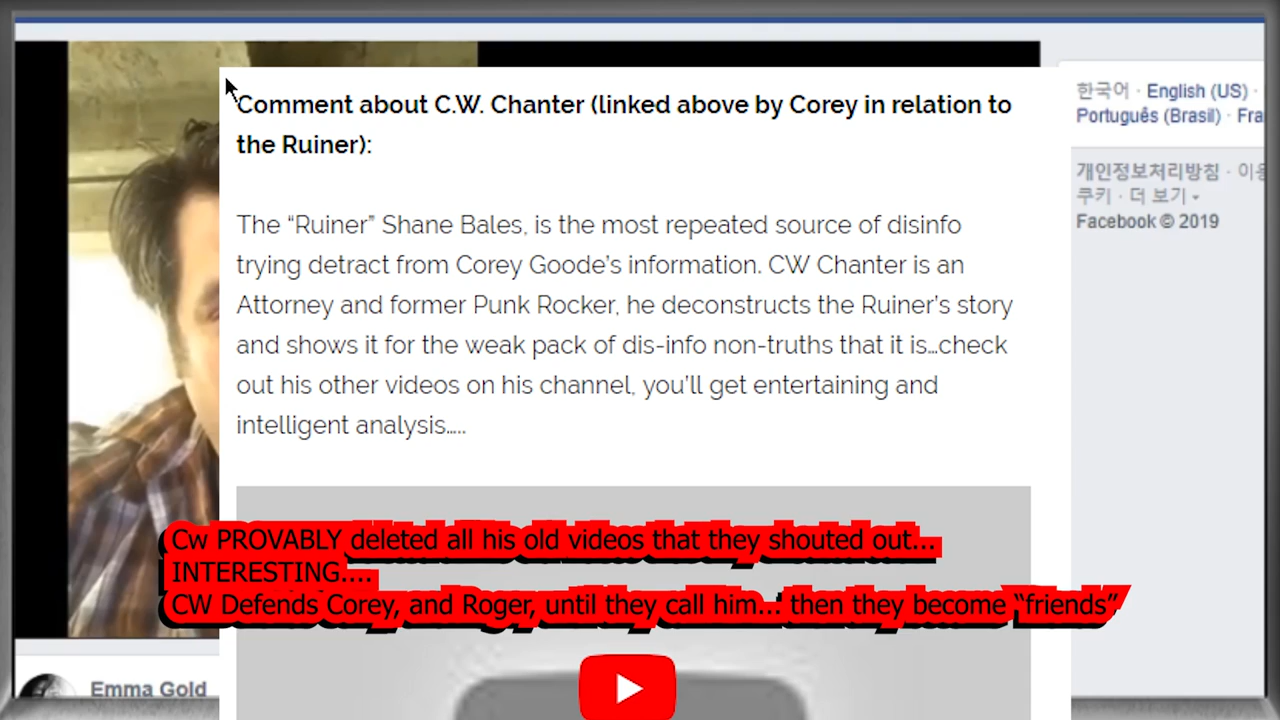 Comment about C.W. Chanter (linked above by Corey in relation to
the Ruiner):
The “Ruiner” Shane Bales, is the most repeated source of disinfo
trying detract from Corey Goode’s information. CW Chanter is an
Attorney and former Punk Rocker, he deconstructs the Ruiner’s story
and shows it for the weak pack of dis-info non-truths that it is...check
out his other videos on his channel, you’ll get entertaining and
intelligent analysis…..
Cw PROVABLY deleted all his old videos that they shouted out...
INTERESTING....
CW Defends Corey, and Roger, until they call him... then they become “friends”
한국어 · English (US) ·
Português (Brasil) · Fra
개인정보처리방침 · 이용
쿠키 · 더 보기
Facebook © 2019
Emma Gold